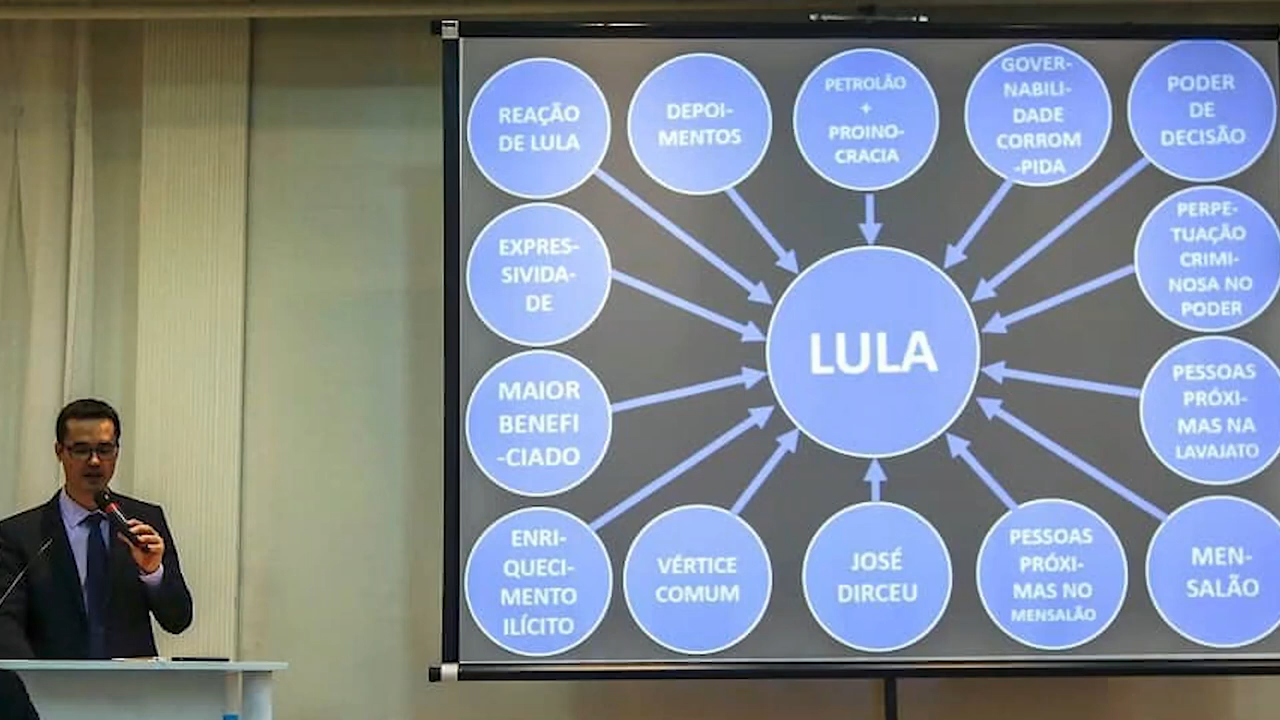 REAÇÃO
DE LULA
DEPOI-
MENTOS
PETROLÃO
+
PROINO-
CRACIA
GOVER-
NABILI-
DADE
CORROM
-PIDA
PODER
DE
DECISÃO
EXPRES-
SIVIDA-
DE
PERPE-
TUAÇÃO
CRIMI-
NOSA NO
PODER
LULA
MAIOR
BENEFI
-CIADO
PESSOAS
PRÓXI-
MAS NA
LAVAJATO
ENRI-
QUECI-
MENTO
ILÍCITO
VÉRTICE
COMUM
JOSÉ
DIRCEU
PESSOAS
PRÓXI-
MAS NO
MENSALÃO
MEN-
SALÃO